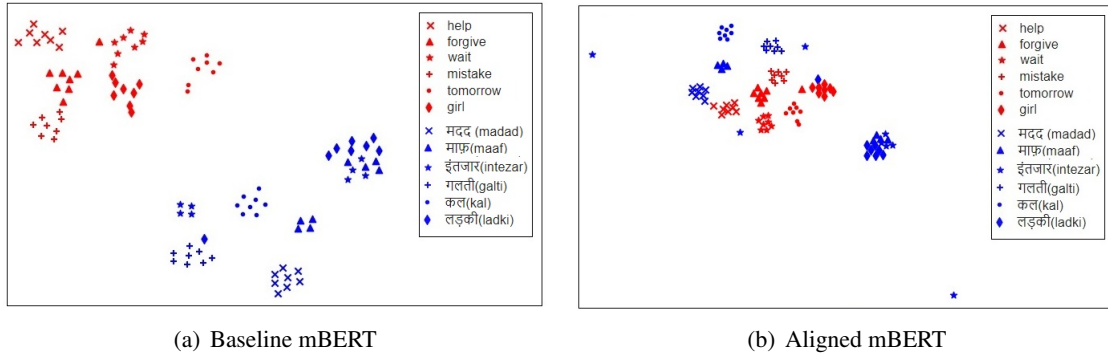 help
forgive
wait
mistake
tomorrow
girl
मदद (madad)
माफ़(maaf)
इंतजार(intezar)
गलती(galti)
कल(kal)
लड़की(ladki)
(a) Baseline mBERT
help
forgive
wait
mistake
tomorrow
girl
मदद (madad)
माफ़(maaf)
इंतजार(intezar)
गलती(galti)
कल(kal)
लड़की(ladki)
(b) Aligned mBERT